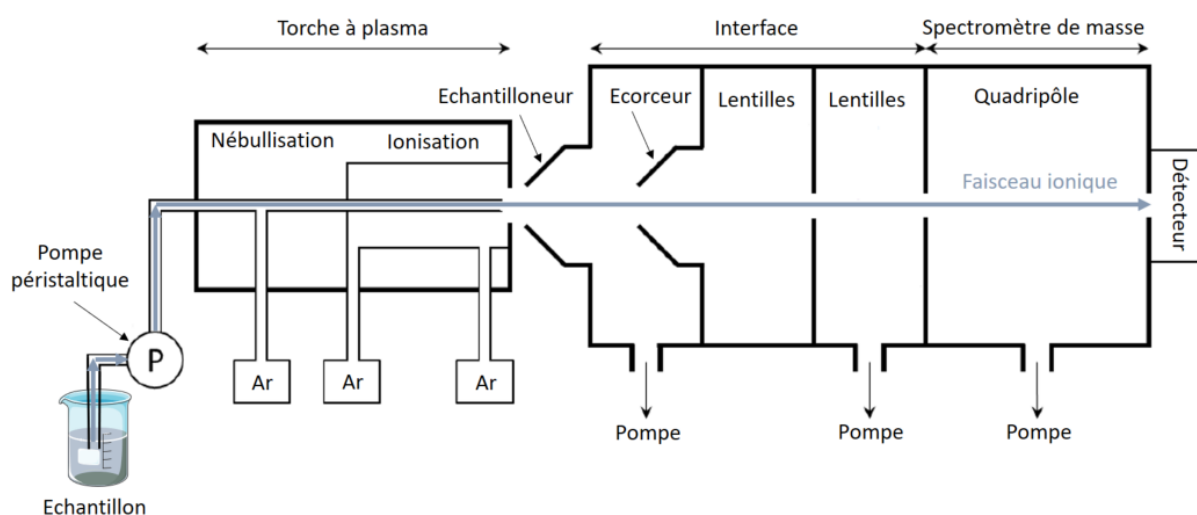 Torche à plasma
Interface
Spectromètre de masse
Echantilloneur
Ecorceur
Lentilles
Lentilles
Quadripôle
Nébullisation
Ionisation
Faisceau ionique
Détecteur
Pompe
péristaltique
P
Ar
Ar
Ar
Pompe
Pompe
Pompe
Echantillon